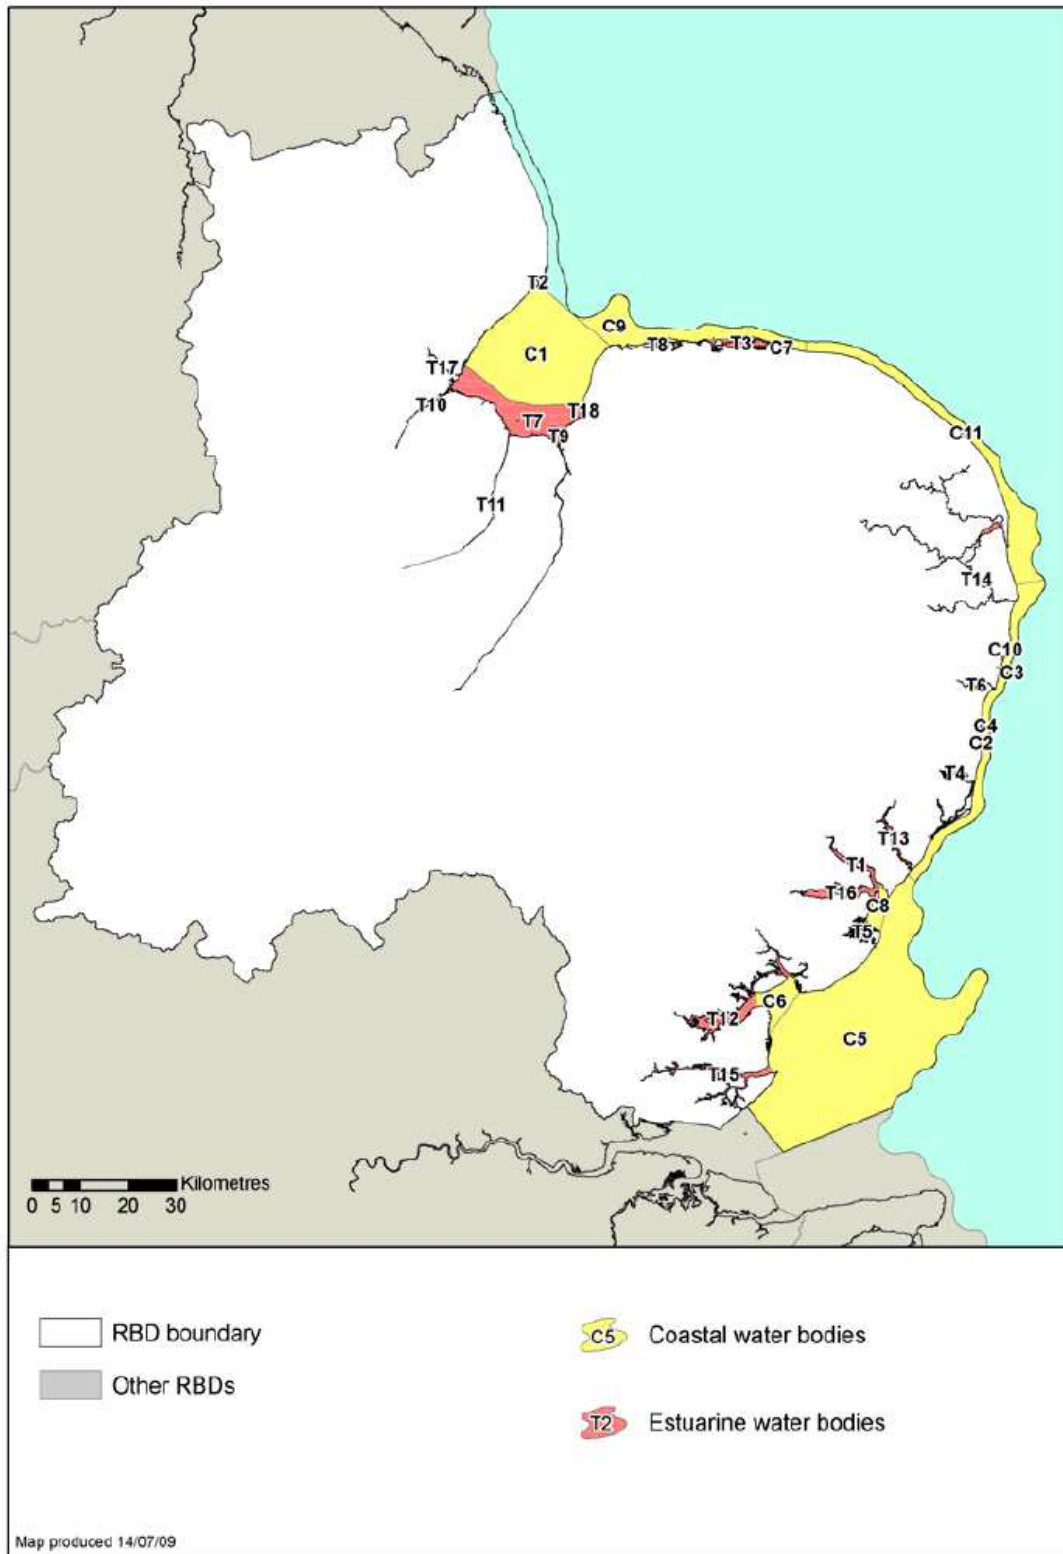 T2
C9
C1
T8
T3
C7
T17
T10
T18
T7
T9
C11
T11
T14
C10
C3
T6
C4
C2
T4
T13
T1
T16
C8
T5
C6
T12
C5
T15
Kilometres
0 5 10 20 30
RBD boundary
C5 Coastal water bodies
Other RBDs
T2 Estuarine water bodies
Map produced 14/07/09